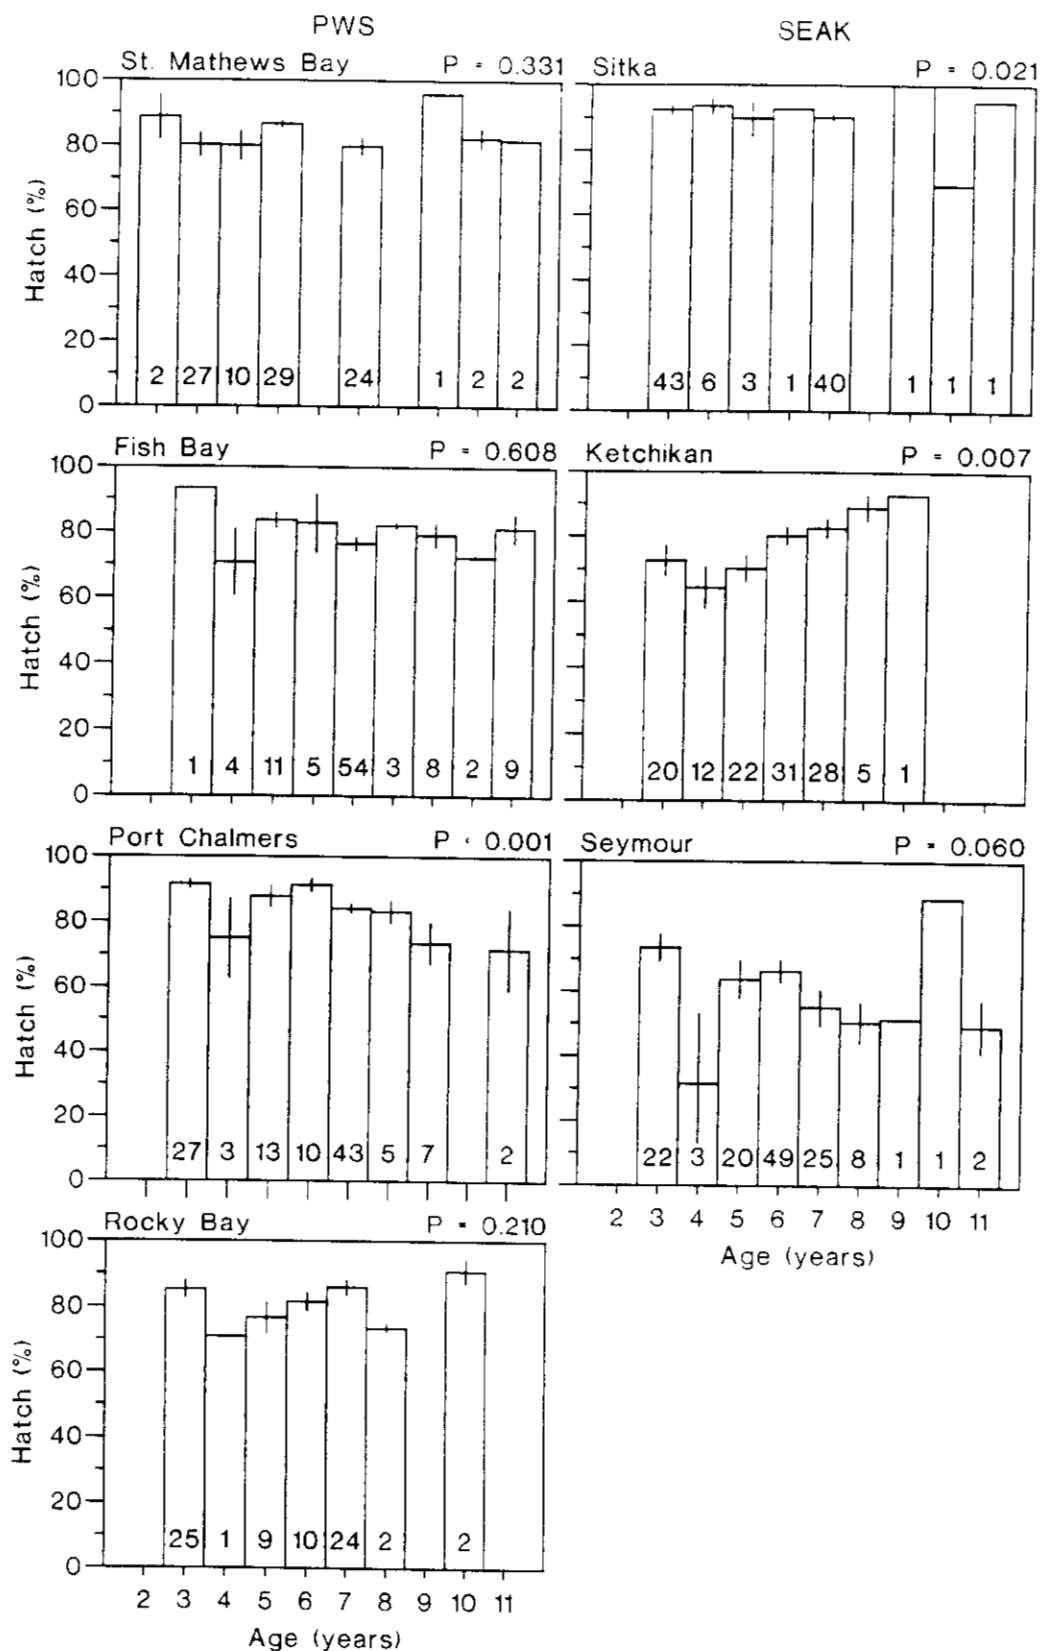 PWS
SEAK
St. Mathews Bay P = 0.331
Sitka P = 0.021
100
80
60
40
20
0
Hatch (%)
2 27 10 29 24 1 2 2
43 6 3 1 40 1 1 1
Fish Bay P = 0.608
Ketchikan P = 0.007
100
80
60
40
20
0
Hatch (%)
1 4 11 5 54 3 8 2 9
20 12 22 31 28 5 1
Port Chalmers P < 0.001
Seymour P = 0.060
100
80
60
40
20
0
Hatch (%)
27 3 13 10 43 5 7 2
22 3 20 49 25 8 1 1 2
2 3 4 5 6 7 8 9 10 11
Age (years)
Rocky Bay P = 0.210
100
80
60
40
20
0
Hatch (%)
25 1 9 10 24 2 2
2 3 4 5 6 7 8 9 10 11
Age (years)